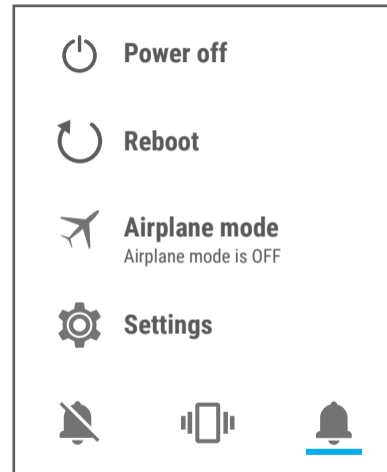 Power off
Reboot
Airplane mode
Airplane mode is OFF
Settings